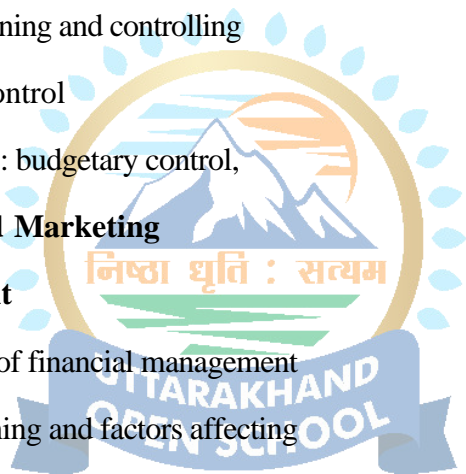 ning and controlling
ontrol
: budgetary control,
Marketing
निष्ठा धृति : सत्यम
t
of financial management
UTTARAKHAND
ning and factors affecting
OPEN SCHOOL